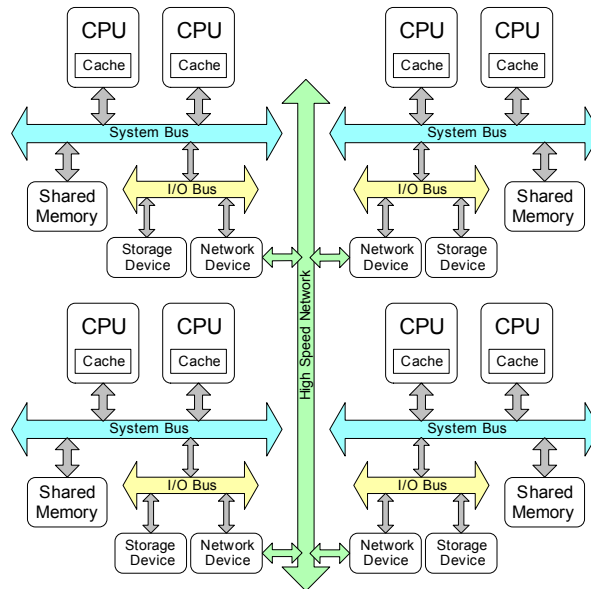 CPU
Cache
CPU
Cache
System Bus
Shared
Memory
I/O Bus
Storage
Device
Network
Device
CPU
Cache
CPU
Cache
System Bus
I/O Bus
Shared
Memory
Network
Device
Storage
Device
High Speed Network
CPU
Cache
CPU
Cache
System Bus
Shared
Memory
I/O Bus
Storage
Device
Network
Device
CPU
Cache
CPU
Cache
System Bus
I/O Bus
Shared
Memory
Network
Device
Storage
Device